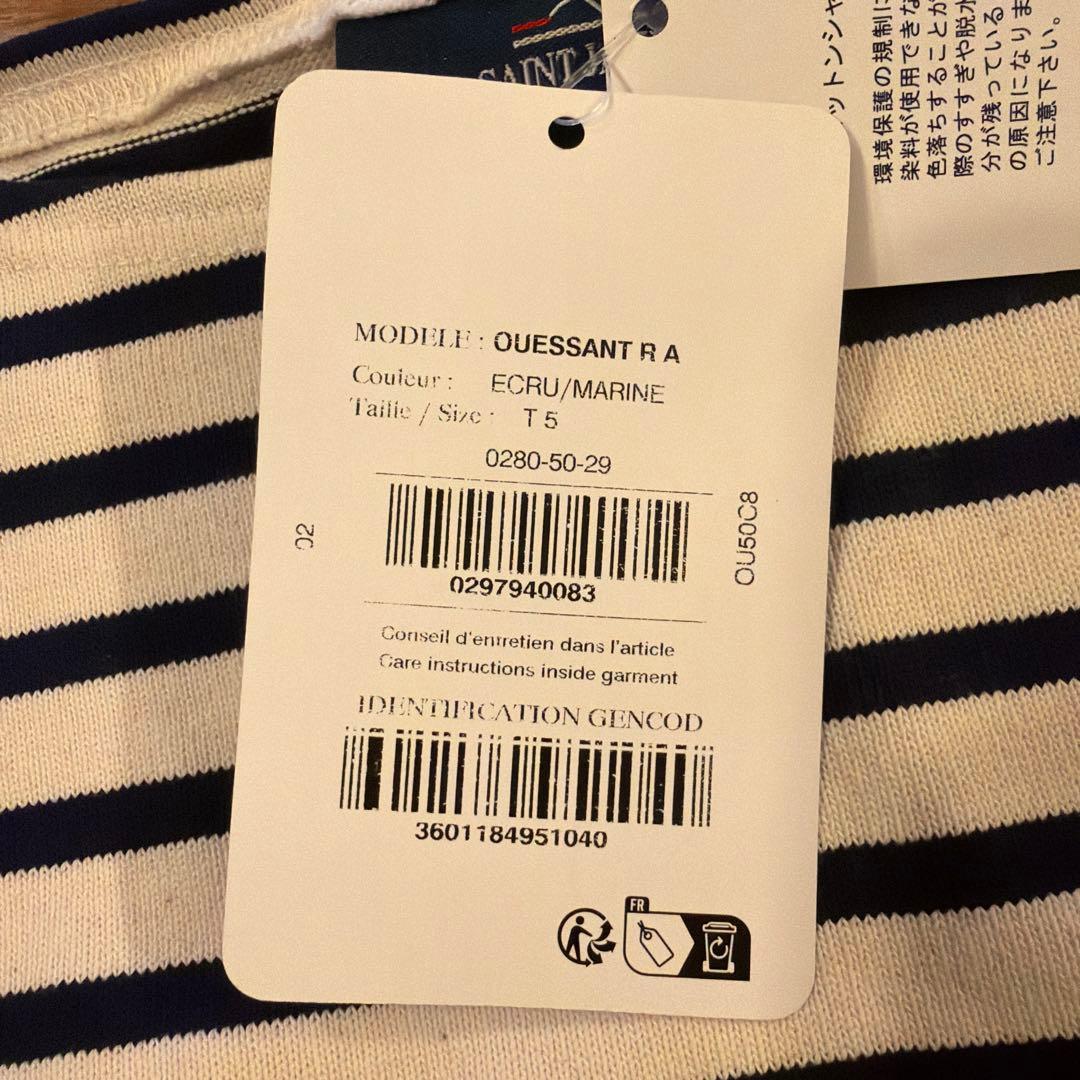 SAINT J
MODELE : OUESSANT R A
Couleur : ECRU/MARINE
Taille / Size : T 5
0280-50-29
02
OU50C8
0297940083
Conseil d'entretien dans l'article
Care instructions inside garment
IDENTIFICATION GENCOD
3601184951040
FR
ットンシャ
環境保護の規制に
染料が使用できな
色落ちすることが
際のすすぎや脱水
分が残っている
の原因になりま
ご注意下さい。